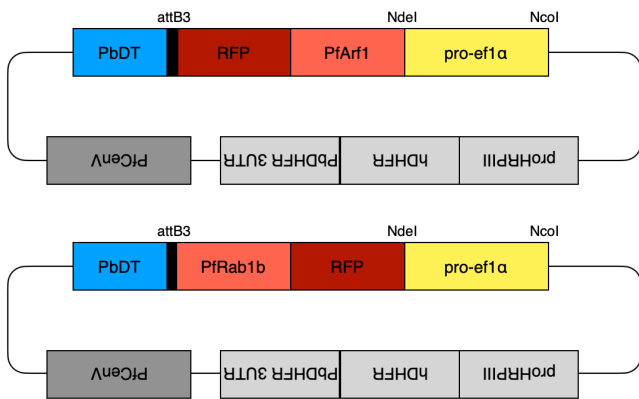 attB3 NdeI NcoI
PbDT RFP PfArf1 pro-ef1α
PfCenV PbDHFR 3UTR hDHFR proHRPIII
attB3 NdeI NcoI
PbDT PfRab1b RFP pro-ef1α
PfCenV PbDHFR 3UTR hDHFR proHRPIII